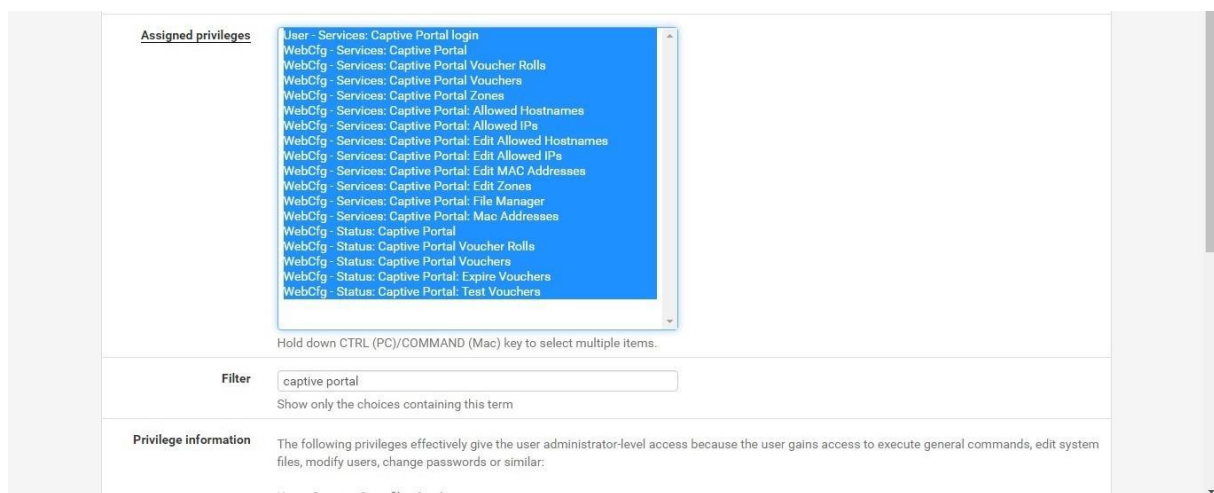 Assigned privileges
User - Services: Captive Portal login
WebCfg - Services: Captive Portal
WebCfg - Services: Captive Portal Voucher Rolls
WebCfg - Services: Captive Portal Vouchers
WebCfg - Services: Captive Portal Zones
WebCfg - Services: Captive Portal: Allowed Hostnames
WebCfg - Services: Captive Portal: Allowed IPs
WebCfg - Services: Captive Portal: Edit Allowed Hostnames
WebCfg - Services: Captive Portal: Edit Allowed IPs
WebCfg - Services: Captive Portal: Edit MAC Addresses
WebCfg - Services: Captive Portal: Edit Zones
WebCfg - Services: Captive Portal: File Manager
WebCfg - Services: Captive Portal: Mac Addresses
WebCfg - Status: Captive Portal
WebCfg - Status: Captive Portal Voucher Rolls
WebCfg - Status: Captive Portal Vouchers
WebCfg - Status: Captive Portal: Expire Vouchers
WebCfg - Status: Captive Portal: Test Vouchers
Hold down CTRL (PC)/COMMAND (Mac) key to select multiple items.
Filter
captive portal
Show only the choices containing this term
Privilege information
The following privileges effectively give the user administrator-level access because the user gains access to execute general commands, edit system
files, modify users, change passwords or similar: